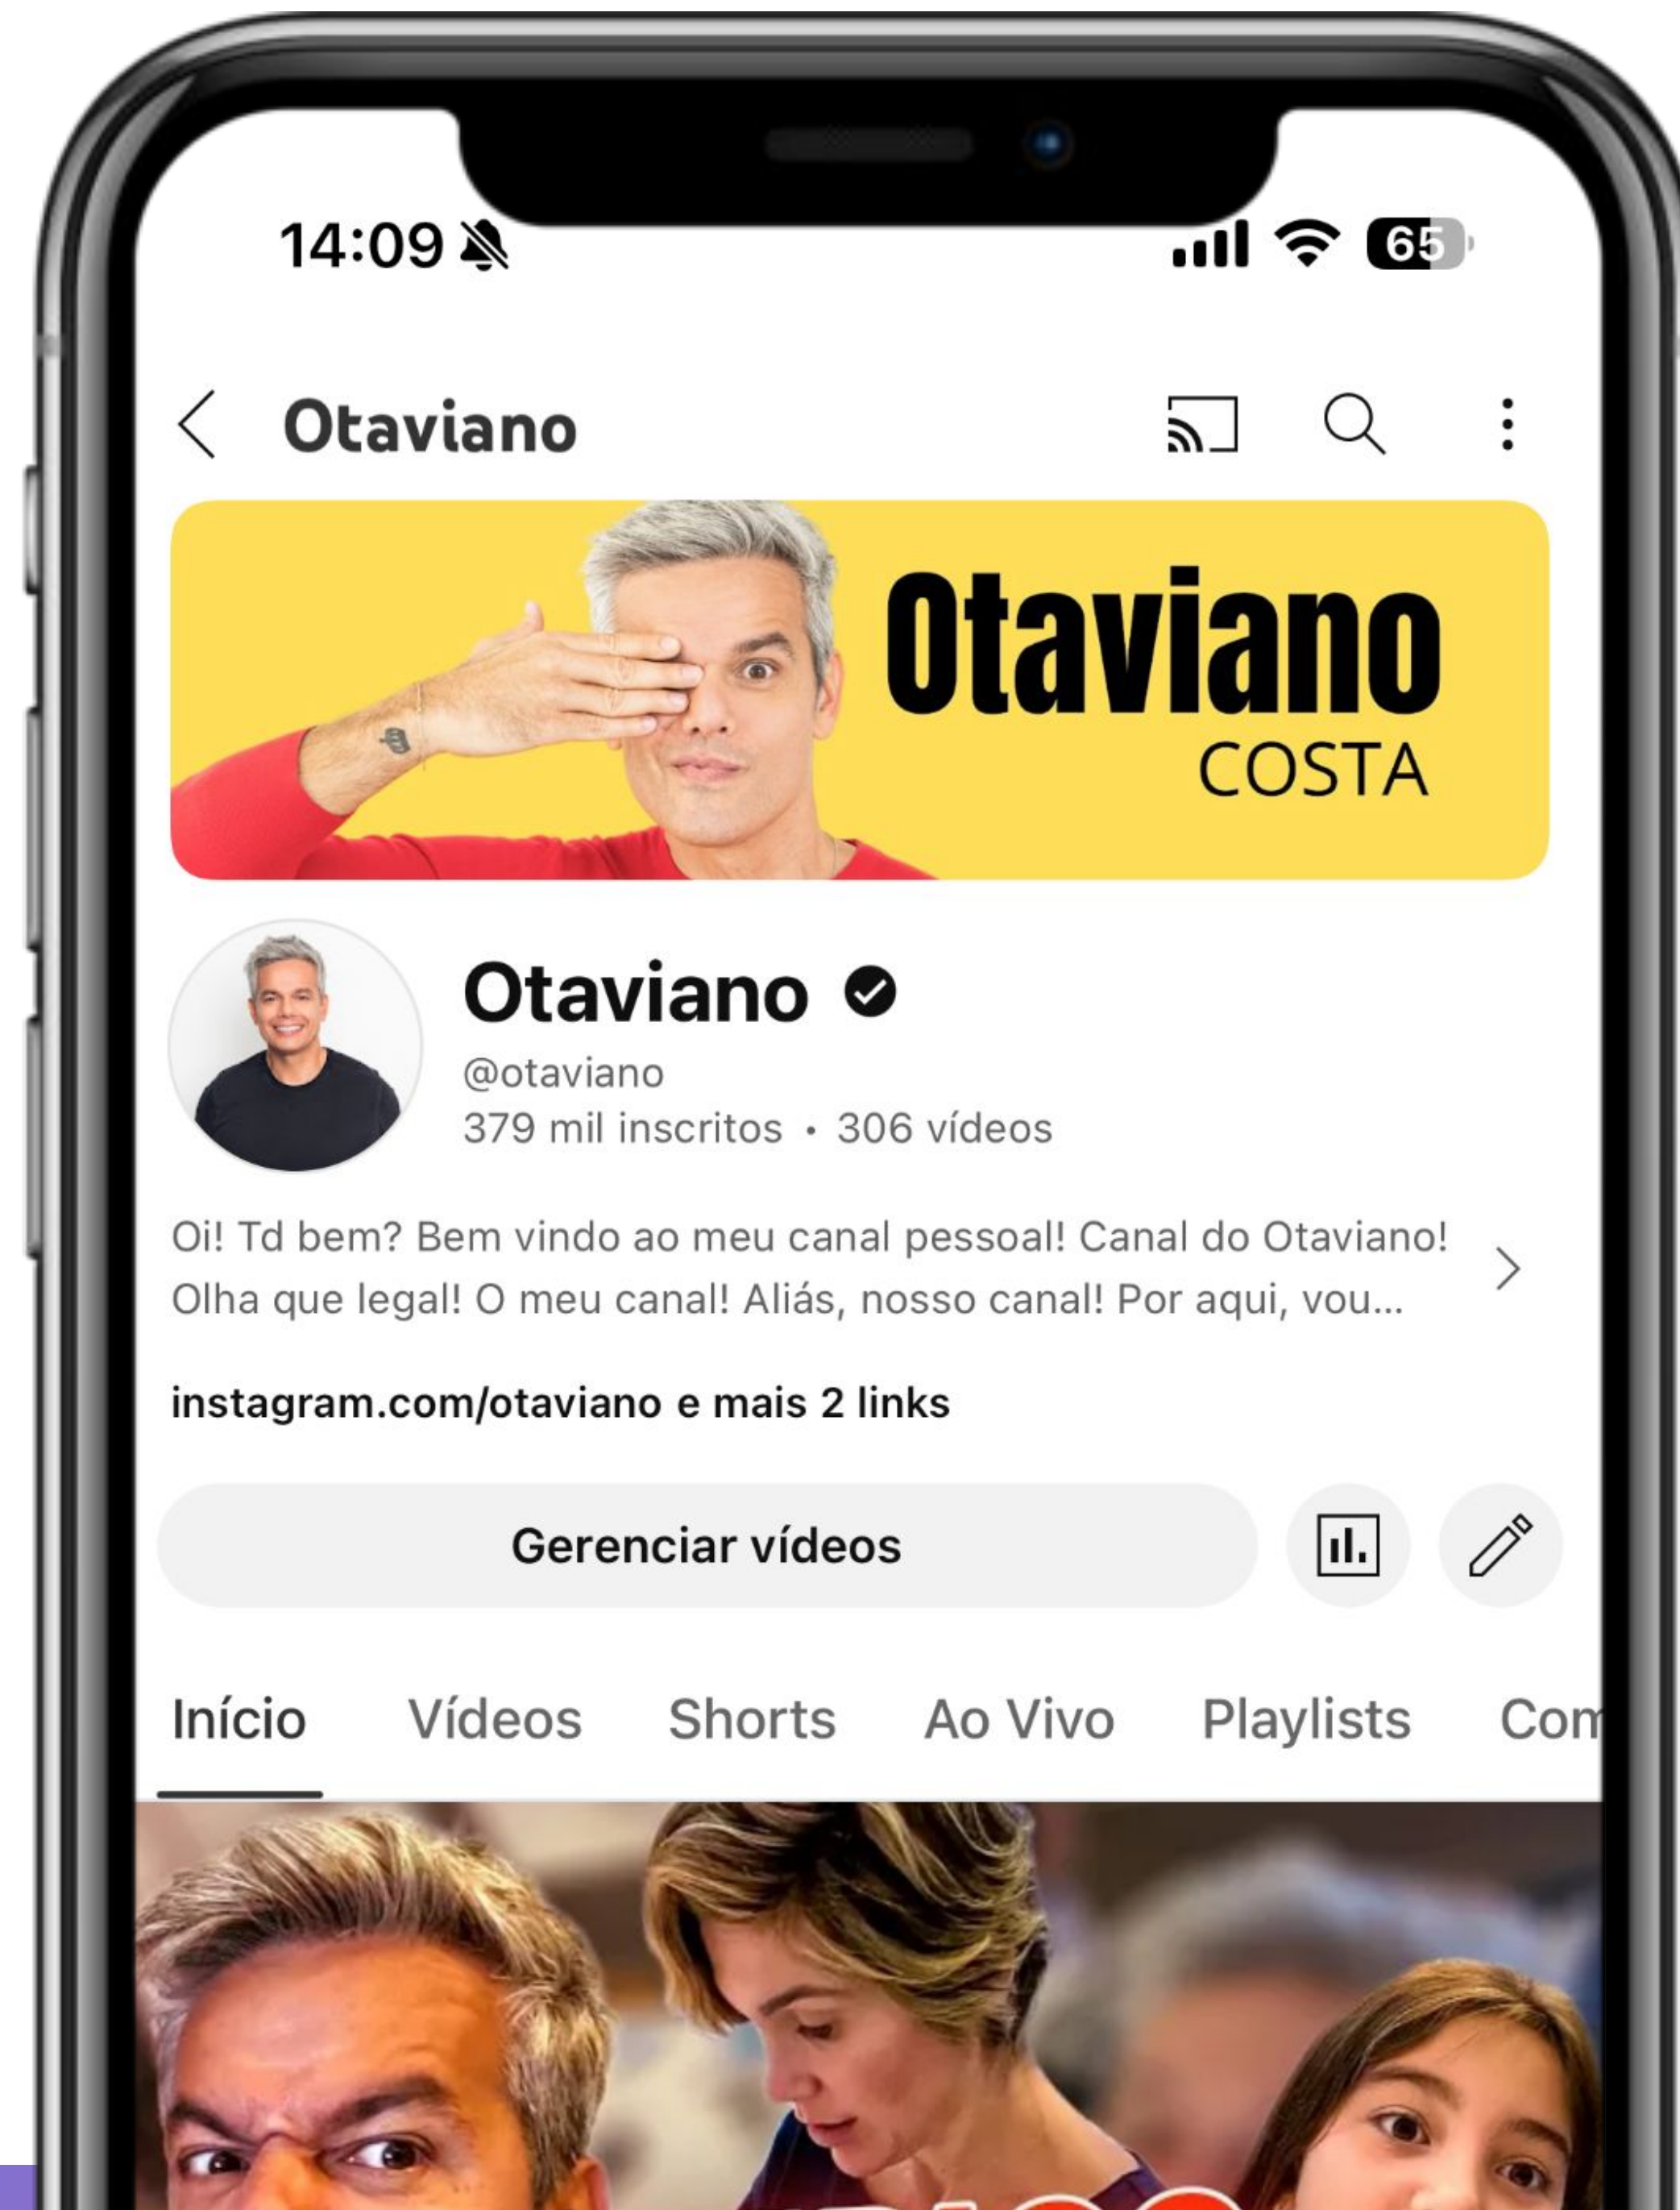 14:09
65
Otaviano
Otaviano
COSTA
Otaviano
@otaviano
379 mil inscritos • 306 vídeos
Oi! Td bem? Bem vindo ao meu canal pessoal! Canal do Otaviano!
Olha que legal! O meu canal! Aliás, nosso canal! Por aqui, vou...
instagram.com/otaviano e mais 2 links
Gerenciar vídeos
Início Vídeos Shorts Ao Vivo Playlists Com